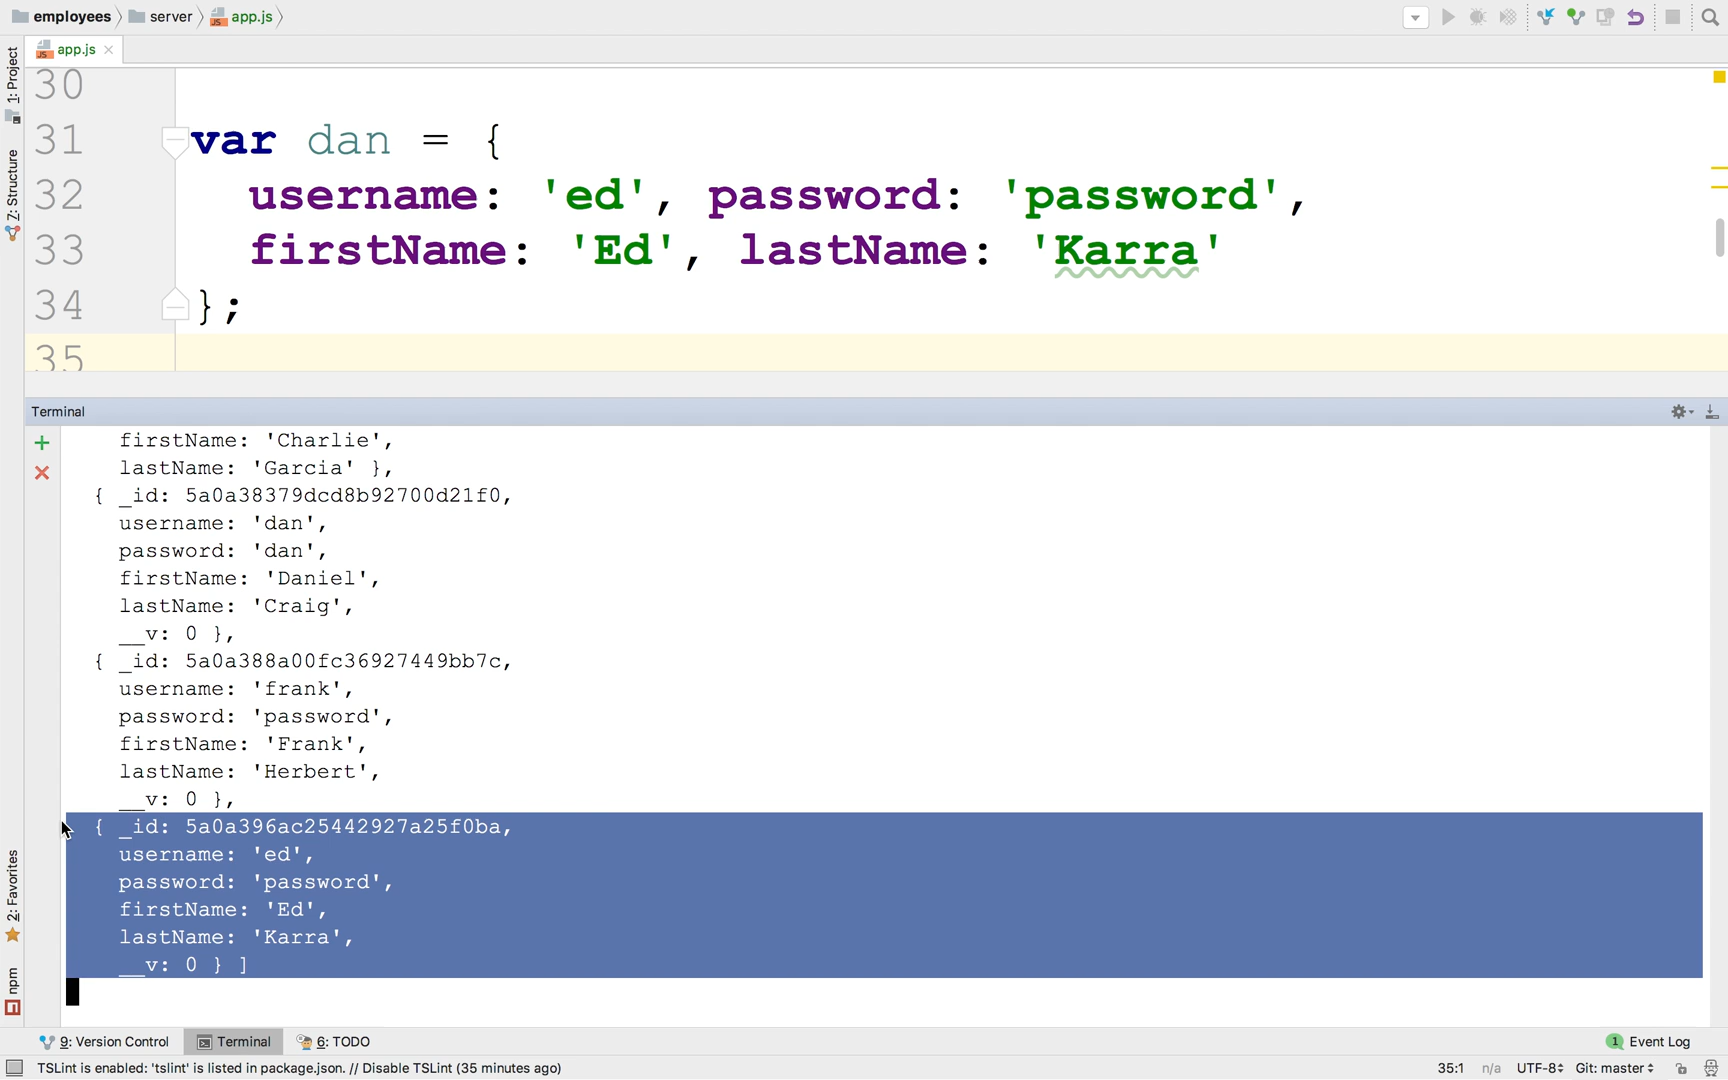 employees server app.js
app.js
1: Project
7: Structure
2: Favorites
npm
30
31 var dan = {
32 username: 'ed', password: 'password',
33 firstName: 'Ed', lastName: 'Karra'
34 };
35
Terminal
firstName: 'Charlie',
lastName: 'Garcia' },
{ _id: 5a0a38379dcd8b92700d21f0,
username: 'dan',
password: 'dan',
firstName: 'Daniel',
lastName: 'Craig',
__v: 0 },
{ _id: 5a0a388a00fc36927449bb7c,
username: 'frank',
password: 'password',
firstName: 'Frank',
lastName: 'Herbert',
__v: 0 },
{ _id: 5a0a396ac25442927a25f0ba,
username: 'ed',
password: 'password',
firstName: 'Ed',
lastName: 'Karra',
__v: 0 } ]
9: Version Control Terminal 6: TODO 1 Event Log
TSLint is enabled: 'tslint' is listed in package.json. // Disable TSLint (35 minutes ago) 35:1 n/a UTF-8 Git: master